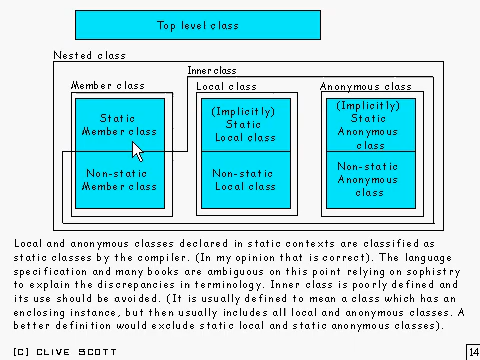 Top level class
Nested class
Inner class
Member class
Local class
Anonymous class
Static
Member class
Non-static
Member class
(Implicitly)
Static
Local class
Non-static
Local class
(Implicitly)
Static
Anonymous
class
Non-static
Anonymous
class
Local and anonymous classes declared in static contexts are classified as
static classes by the compiler. (In my opinion that is correct). The language
specification and many books are ambiguous on this point relying on sophistry
to explain the discrepancies in terminology. Inner class is poorly defined and
its use should be avoided. (It is usually defined to mean a class which has an
enclosing instance, but then usually includes all local and anonymous classes. A
better definition would exclude static local and static anonymous classes).
[C] CLIVE SCOTT
14